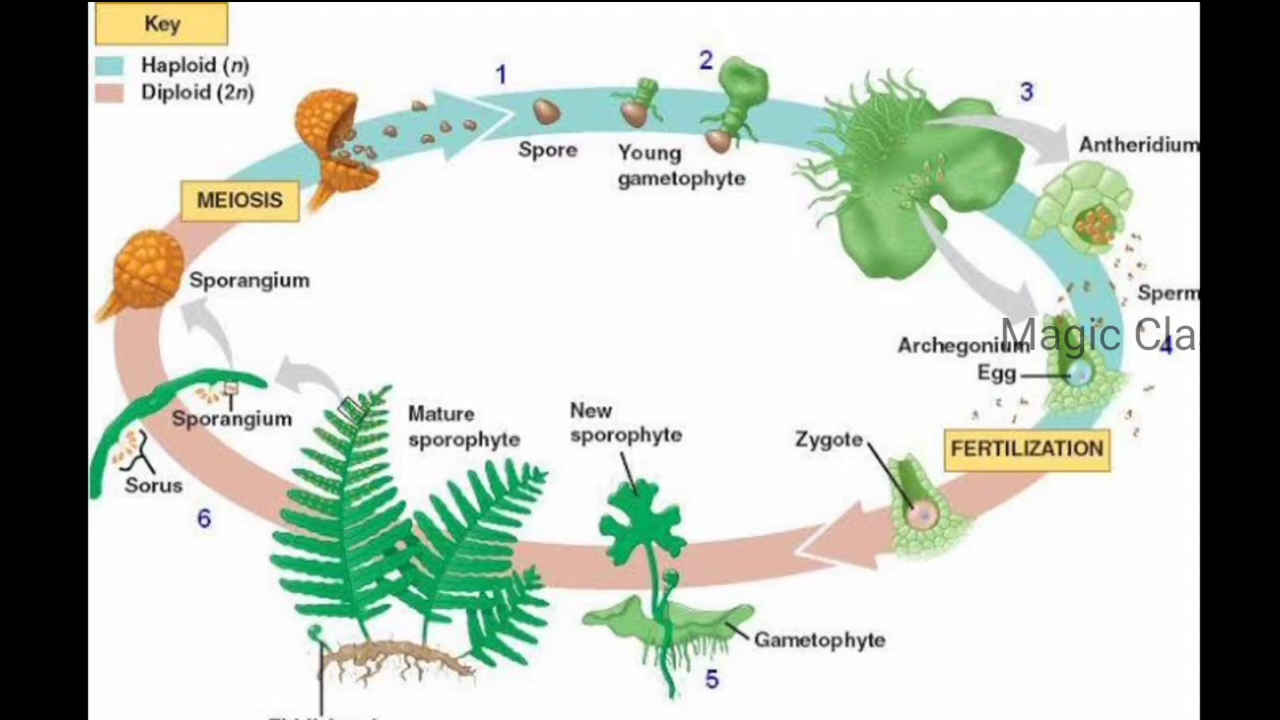 Key
Haploid (n)
Diploid (2n)
1
2
3
Spore
Young
gametophyte
Antheridium
MEIOSIS
Sporangium
Sperm
Magic Cla
4
Archegonium
Egg
Mature
sporophyte
New
sporophyte
Zygote
FERTILIZATION
Sporangium
Sorus
6
Gametophyte
5